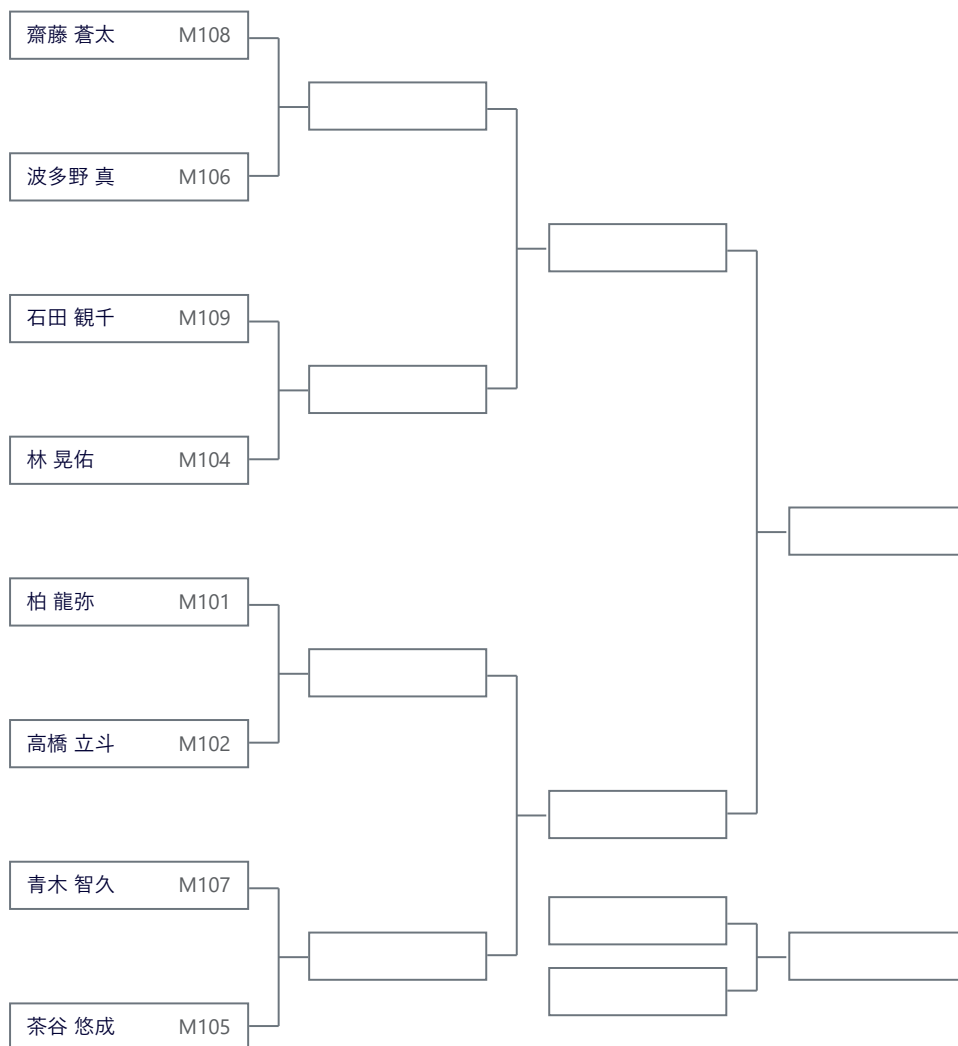 齋藤 蒼太 M108
波多野 真 M106
石田 観千 M109
林 晃佑 M104
柏 龍弥 M101
高橋 立斗 M102
青木 智久 M107
茶谷 悠成 M105